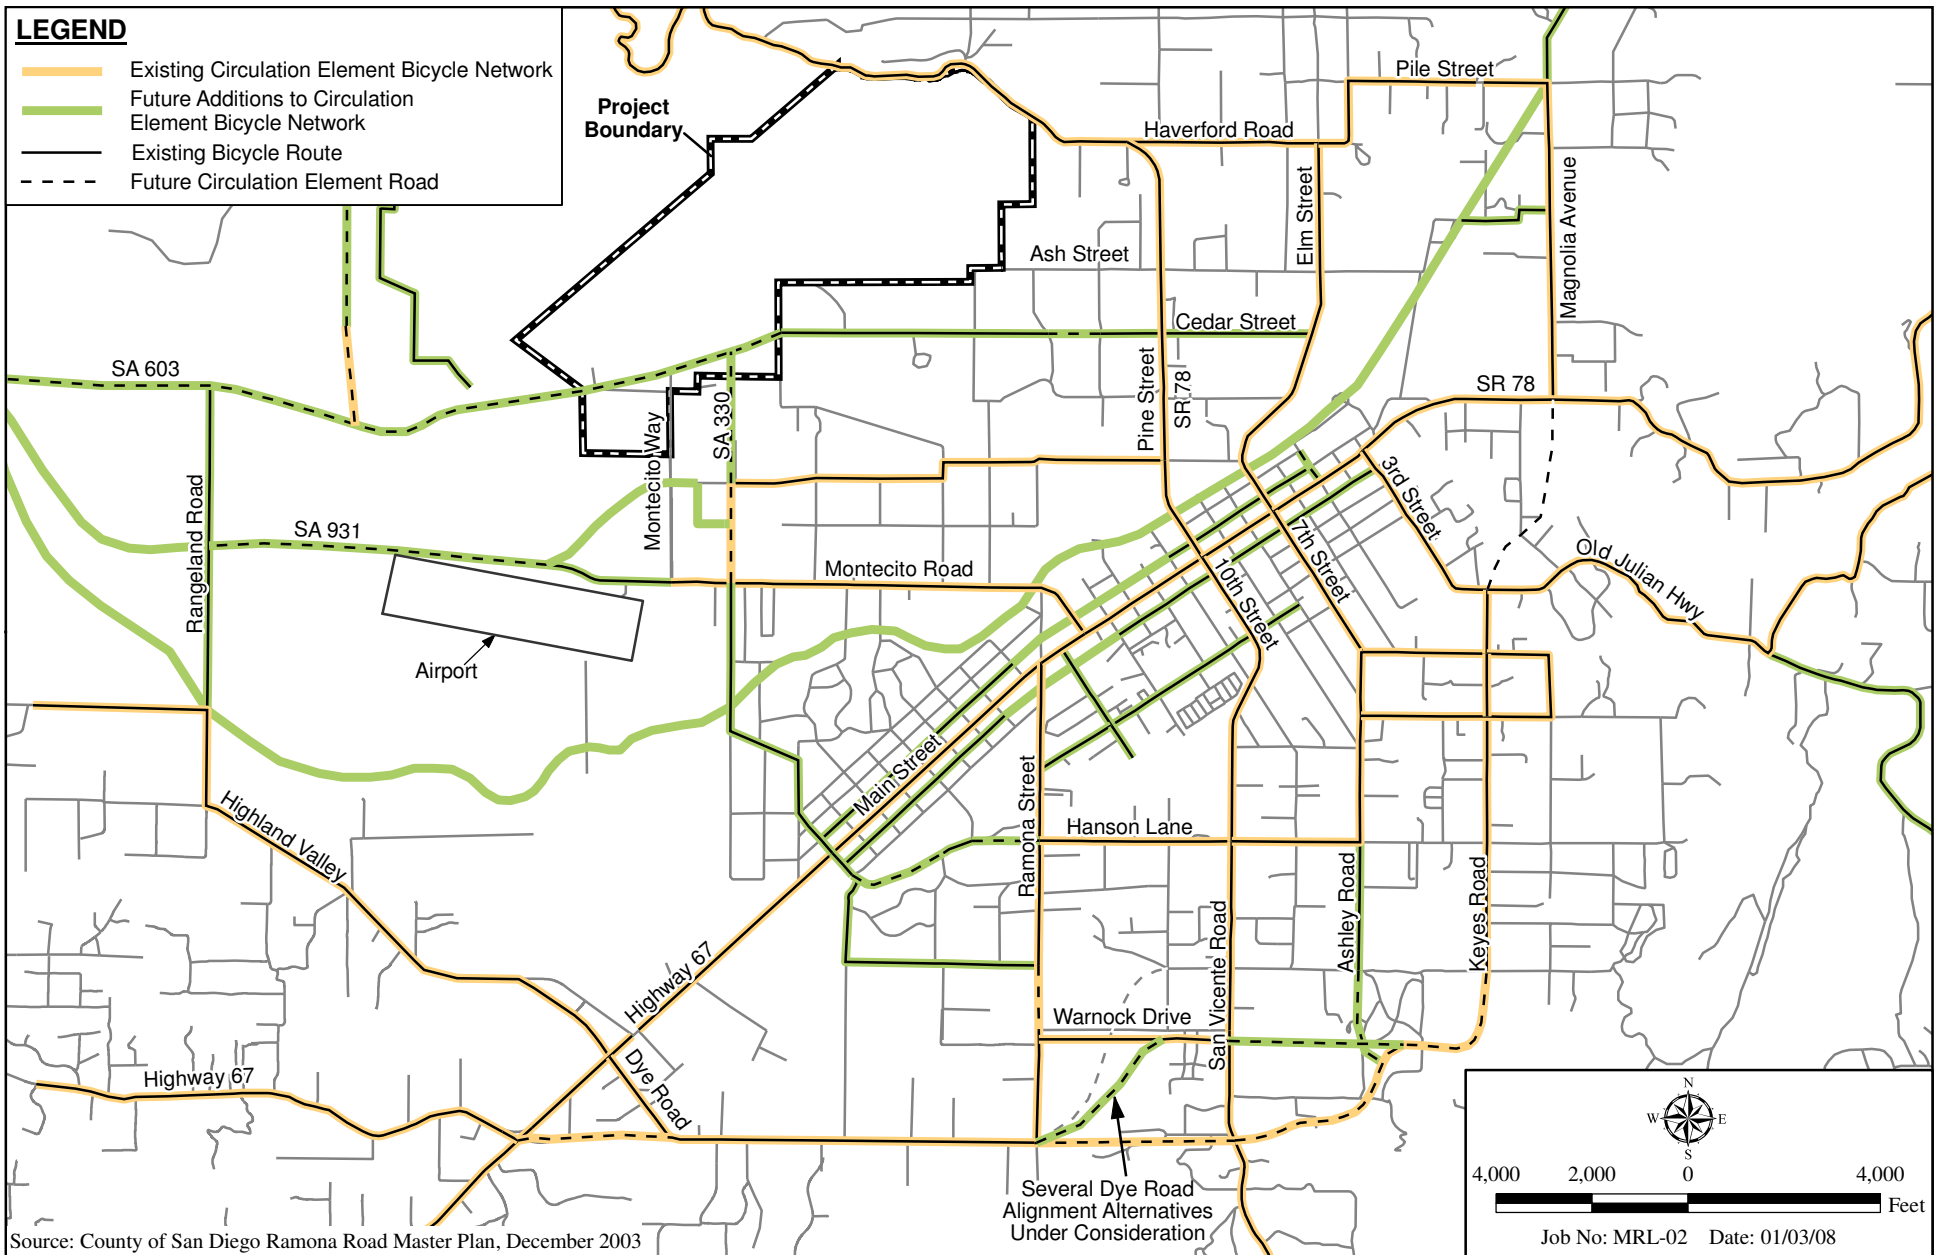 LEGEND
Existing Circulation Element Bicycle Network
Future Additions to Circulation
Element Bicycle Network
Existing Bicycle Route
Future Circulation Element Road
Project
Boundary
Pile Street
Haverford Road
Elm Street
Magnolia Avenue
Ash Street
Cedar Street
SA 603
SR 78
Pine Street
SR 78
SA 330
Montecito Way
3rd Street
Rangeland Road
SA 931
7th Street
Old Julian Hwy
Montecito Road
10th Street
Airport
Main Street
Ramona Street
Highland Valley
Hanson Lane
Ashley Road
Keyes Road
San Vicente Road
Highway 67
Warnock Drive
Dye Road
Highway 67
Several Dye Road
Alignment Alternatives
Under Consideration
N
W E
S
4,000 2,000 0 4,000
Feet
Job No: MRL-02 Date: 01/03/08
Source: County of San Diego Ramona Road Master Plan, December 2003